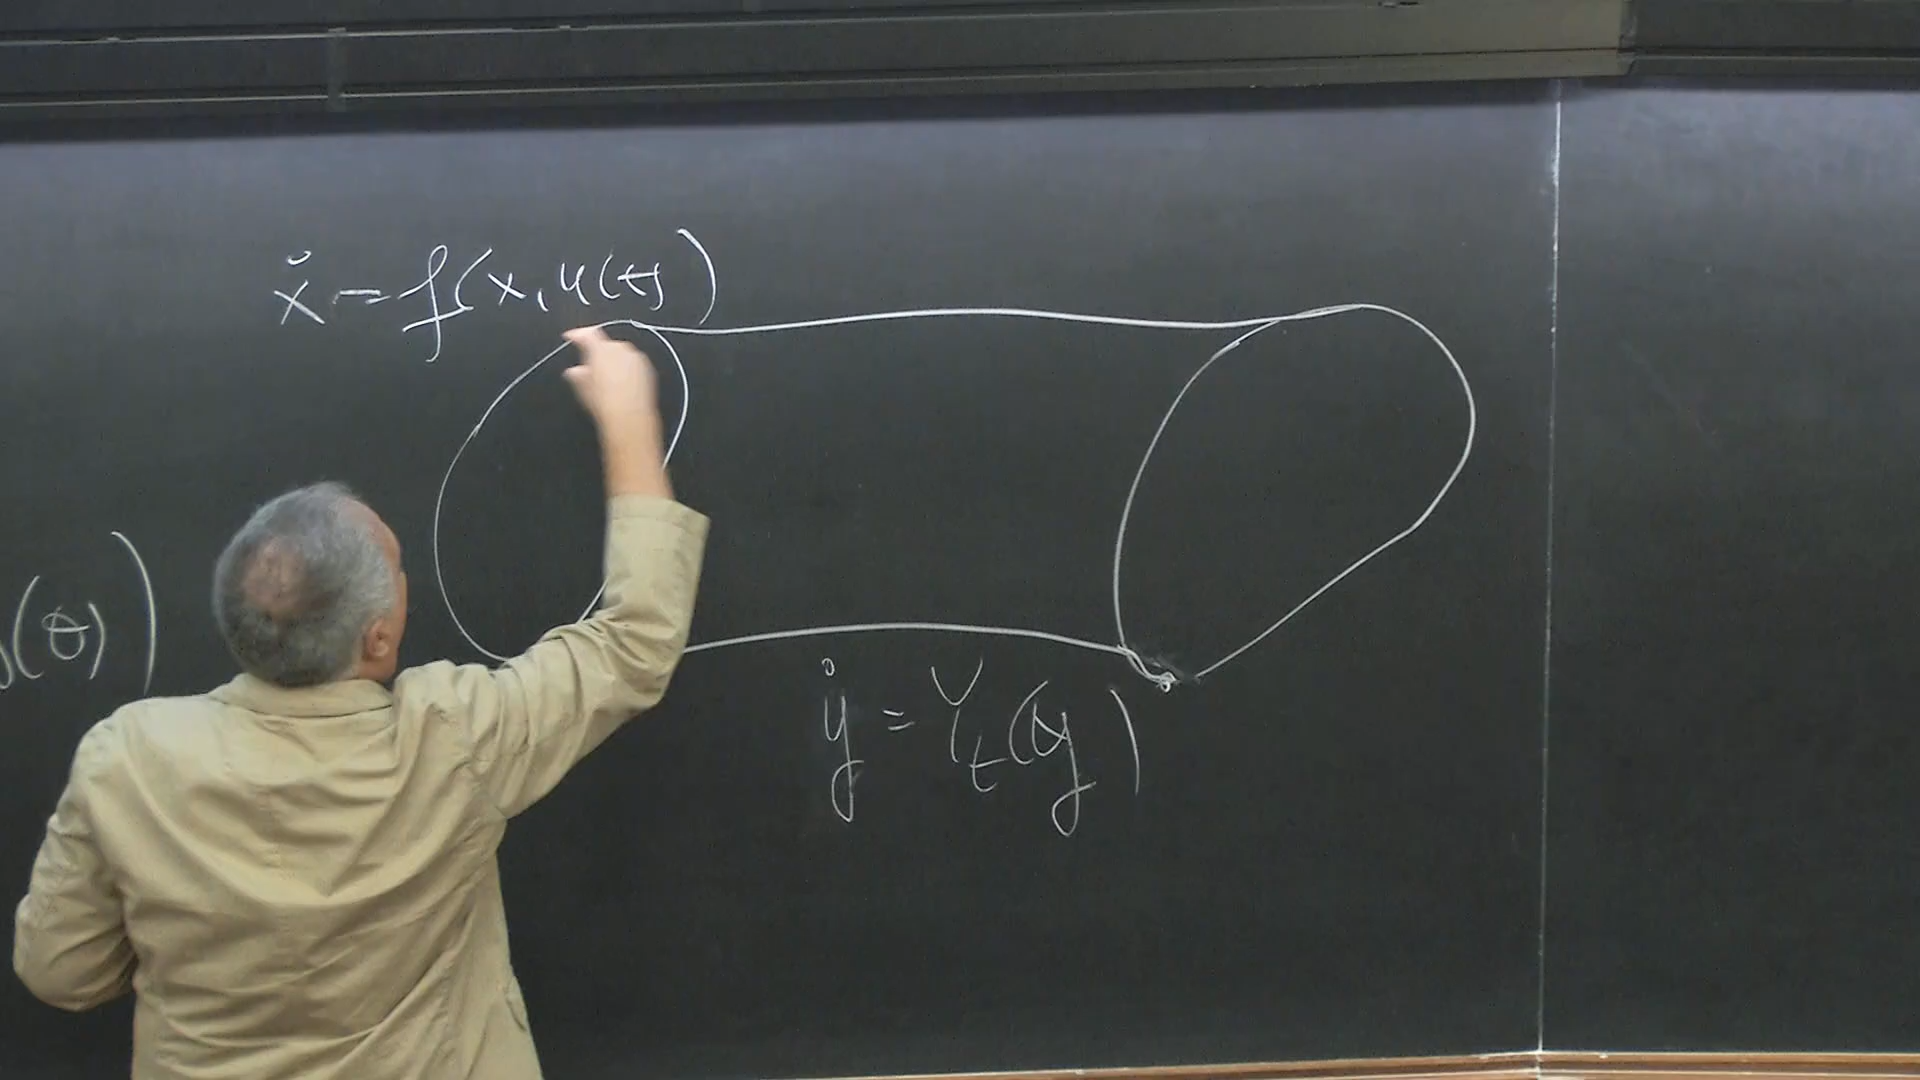 ẋ = f(x, u(t))
(t))
ẏ = Y_t(y)